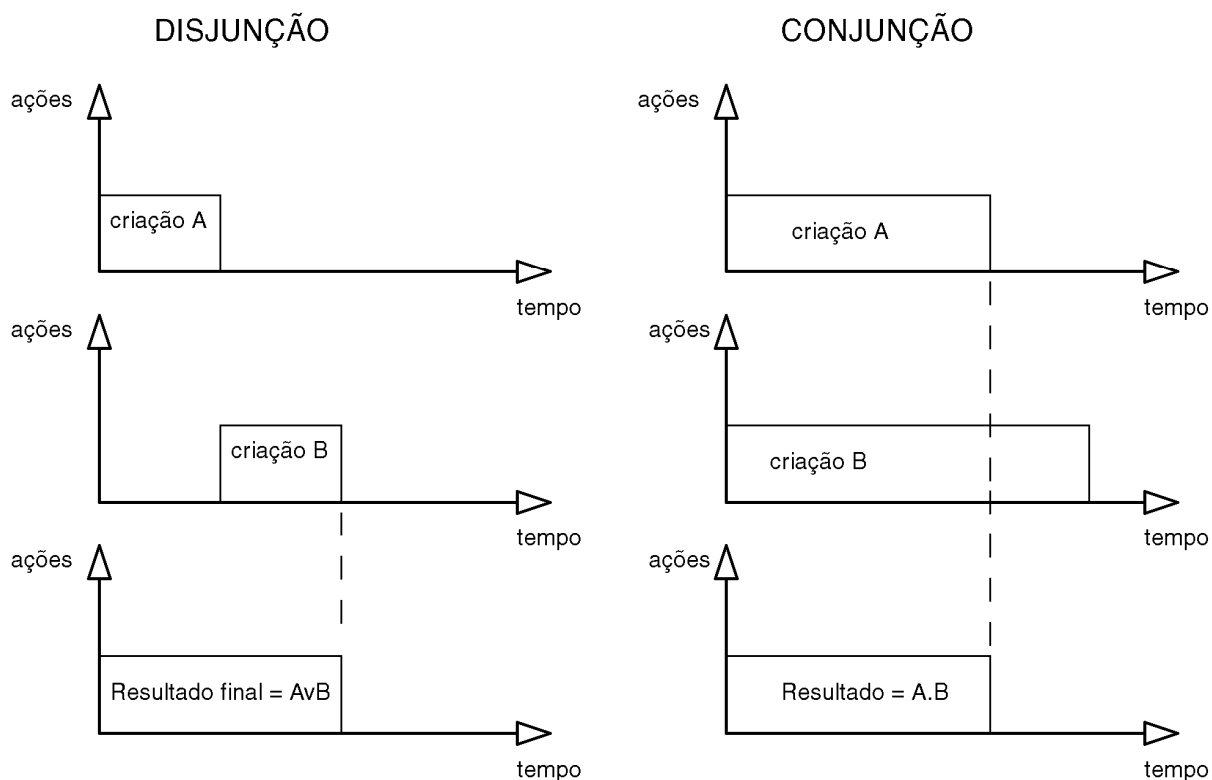 DISJUNÇÃO
ações
criação A
tempo
ações
criação B
tempo
ações
Resultado final = AvB
tempo
CONJUNÇÃO
ações
criação A
tempo
ações
criação B
tempo
ações
Resultado = A.B
tempo